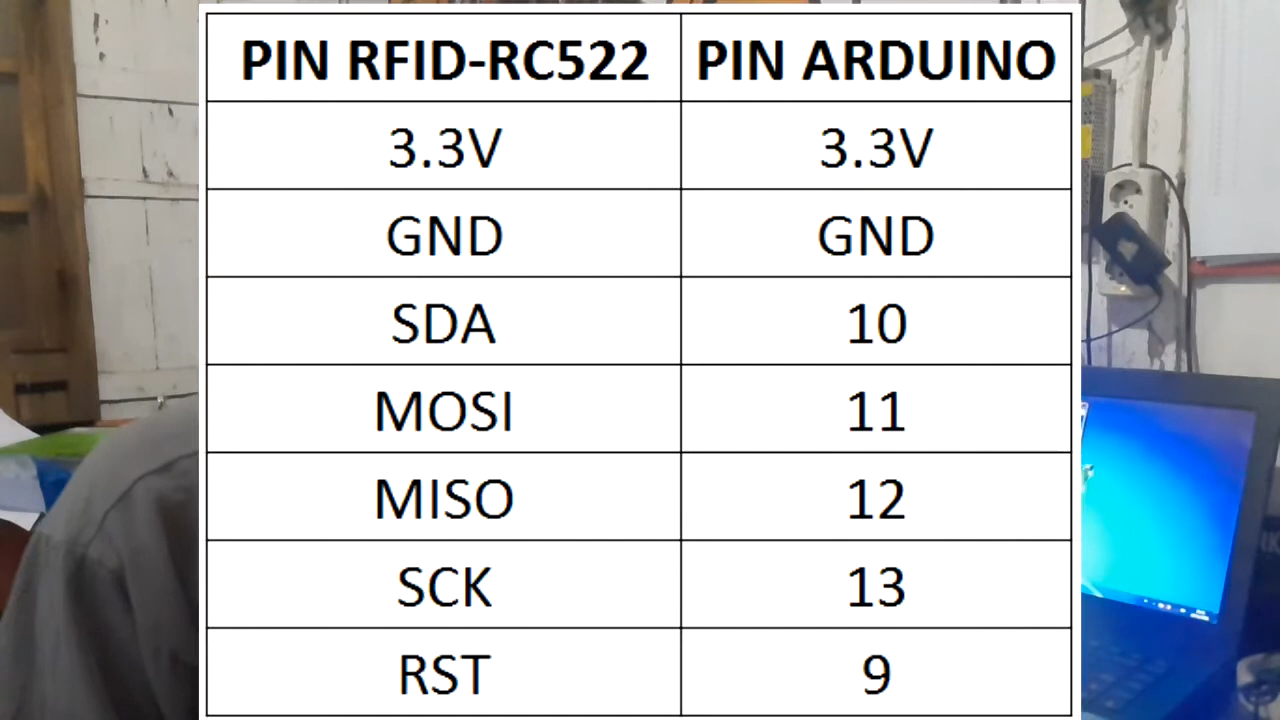 PIN RFID-RC522 PIN ARDUINO
3.3V 3.3V
GND GND
SDA 10
MOSI 11
MISO 12
SCK 13
RST 9